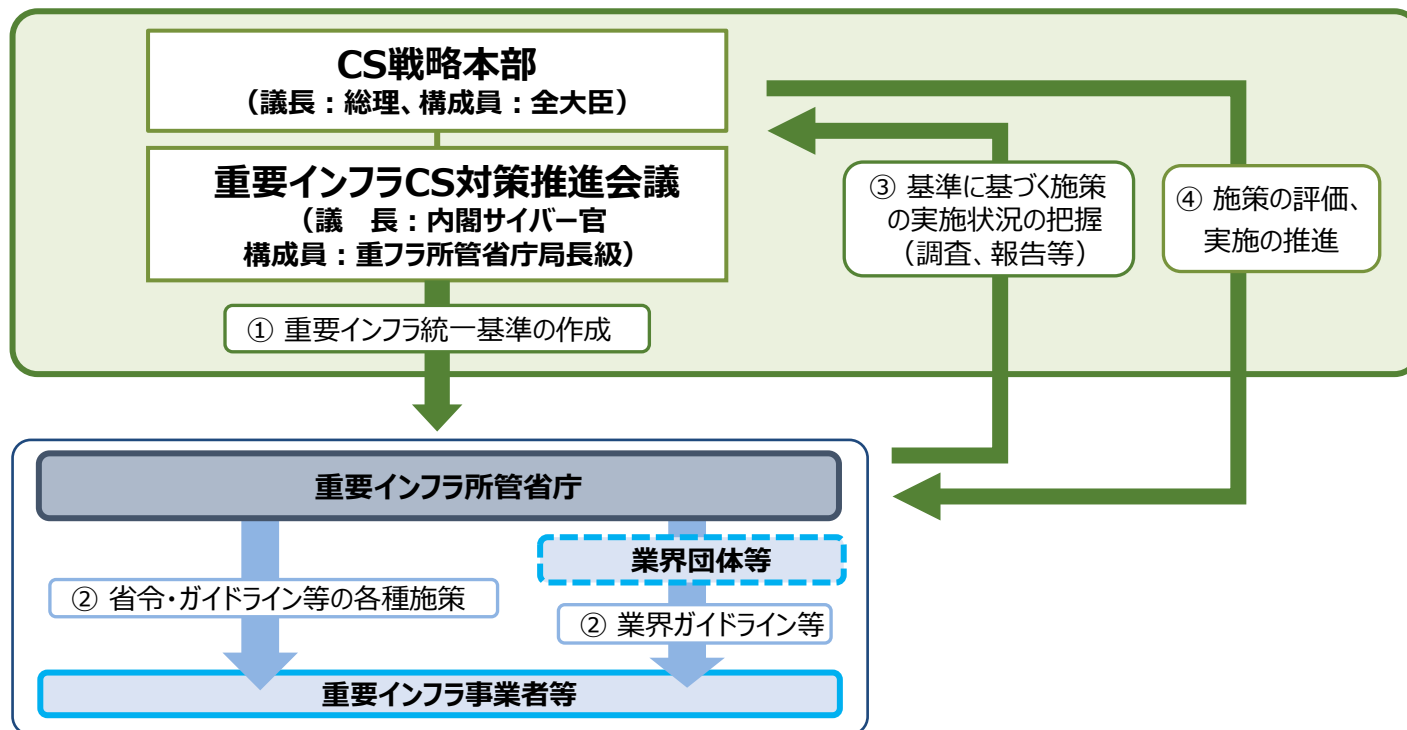 CS戦略本部
（議長：総理、構成員：全大臣）
重要インフラCS対策推進会議
（議　長：内閣サイバー官
構成員：重フラ所管省庁局長級）
① 重要インフラ統一基準の作成
③ 基準に基づく施策
の実施状況の把握
（調査、報告等）
④ 施策の評価、
実施の推進
重要インフラ所管省庁
業界団体等
② 省令・ガイドライン等の各種施策
② 業界ガイドライン等
重要インフラ事業者等